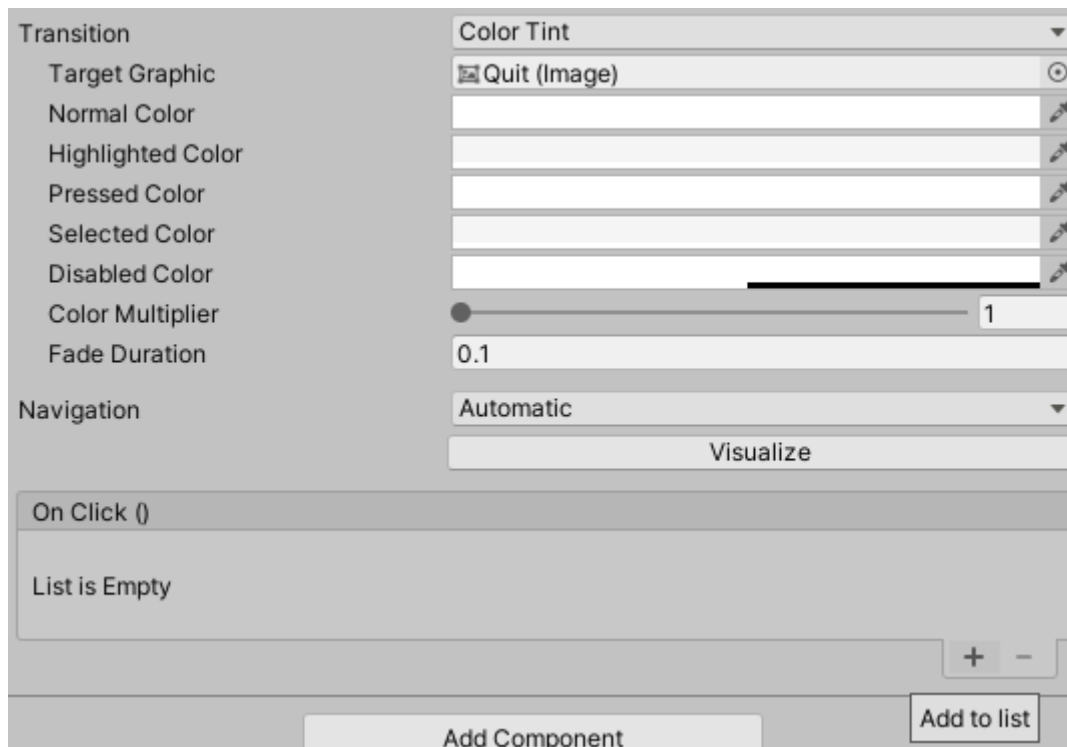 Transition Color Tint
Target Graphic Quit (Image)
Normal Color
Highlighted Color
Pressed Color
Selected Color
Disabled Color
Color Multiplier 1
Fade Duration 0.1
Navigation Automatic
Visualize
On Click ()
List is Empty
+ −
Add to list
Add Component